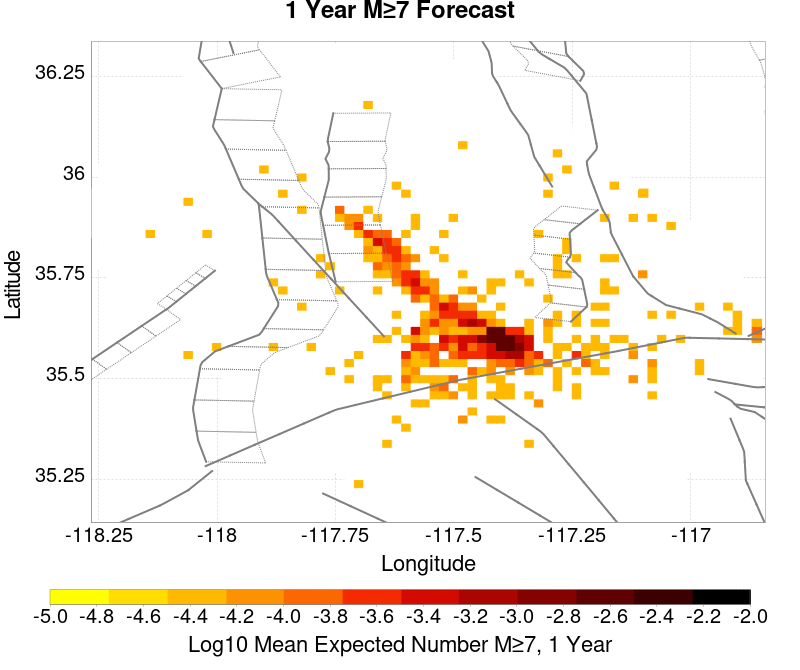 1 Year M≥7 Forecast
36.25
36
35.75
35.5
35.25
Latitude
-118.25 -118 -117.75 -117.5 -117.25 -117
Longitude
-5.0 -4.8 -4.6 -4.4 -4.2 -4.0 -3.8 -3.6 -3.4 -3.2 -3.0 -2.8 -2.6 -2.4 -2.2 -2.0
Log10 Mean Expected Number M≥7, 1 Year